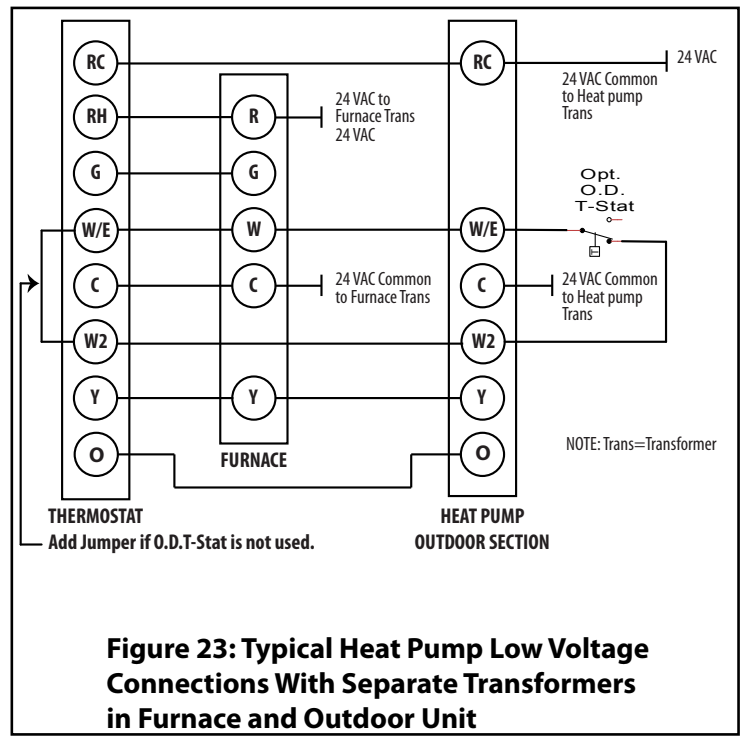 RC
RH
G
W/E
C
W2
Y
O
THERMOSTAT
Add Jumper if O.D.T-Stat is not used.
R
G
W
C
Y
FURNACE
24 VAC to
Furnace Trans
24 VAC
24 VAC Common
to Furnace Trans
RC
W/E
C
W2
Y
O
HEAT PUMP
OUTDOOR SECTION
24 VAC
24 VAC Common
to Heat pump
Trans
Opt.
O.D.
T-Stat
24 VAC Common
to Heat pump
Trans
NOTE: Trans=Transformer
Figure 23: Typical Heat Pump Low Voltage
Connections With Separate Transformers
in Furnace and Outdoor Unit